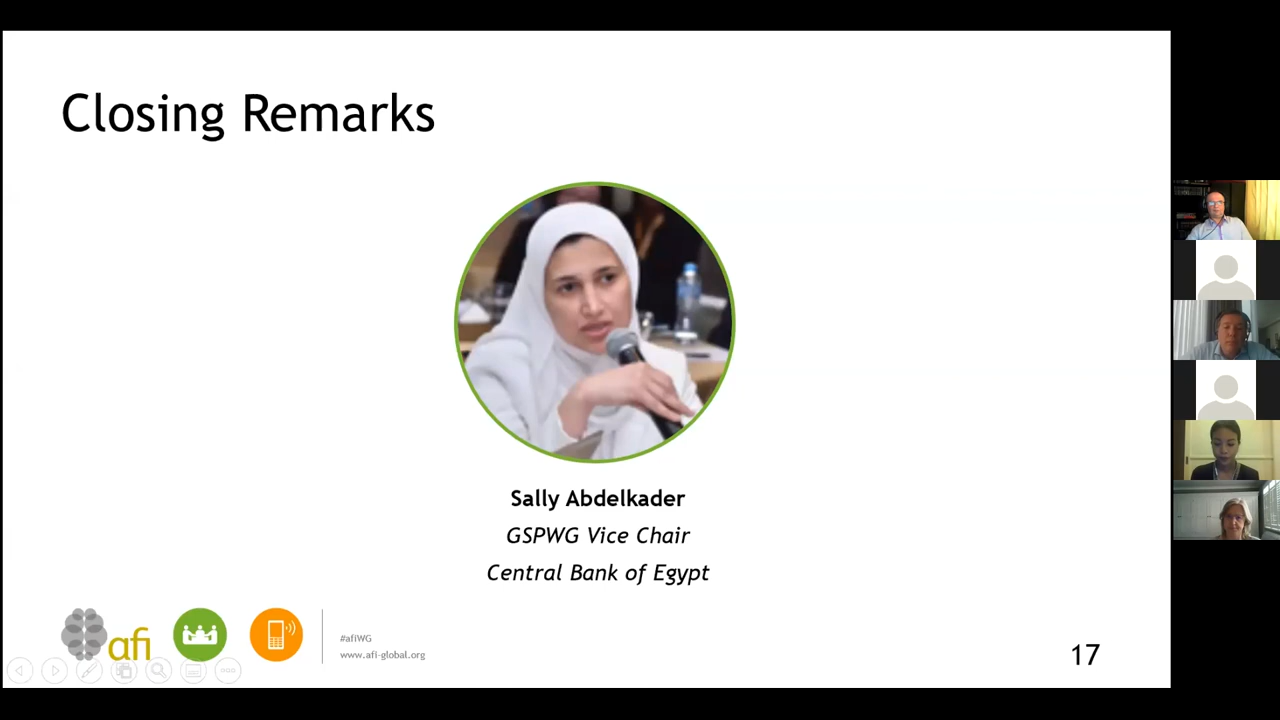 Closing Remarks
Sally Abdelkader
GSPWG Vice Chair
Central Bank of Egypt
afi
#afiWG
www.afi-global.org
17